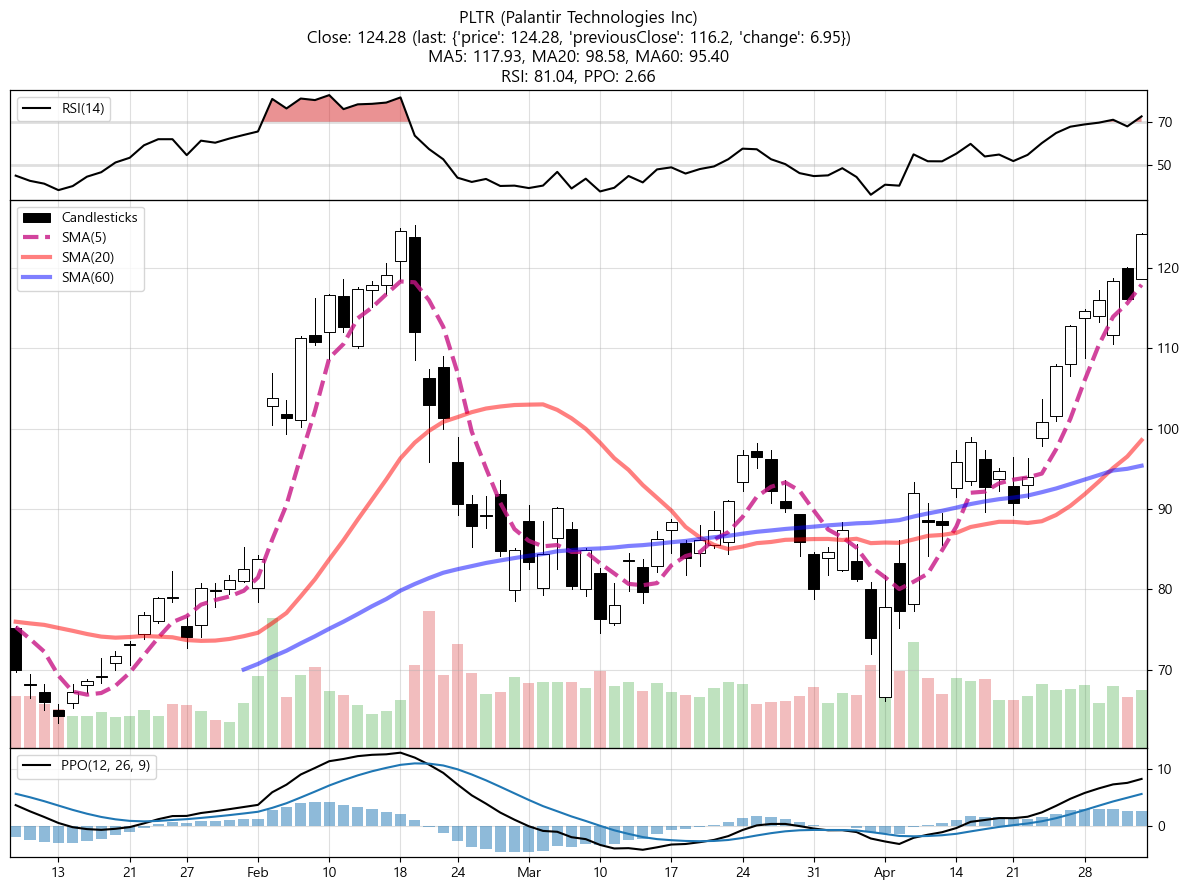 PLTR (Palantir Technologies Inc)
Close: 124.28 (last: {'price': 124.28, 'previousClose': 116.2, 'change': 6.95})
MA5: 117.93, MA20: 98.58, MA60: 95.40
RSI: 81.04, PPO: 2.66
RSI(14)
70
50
Candlesticks
SMA(5)
SMA(20)
SMA(60)
120
110
100
90
80
70
PPO(12, 26, 9)
10
0
13 21 27 Feb 10 18 24 Mar 10 17 24 31 Apr 14 21 28